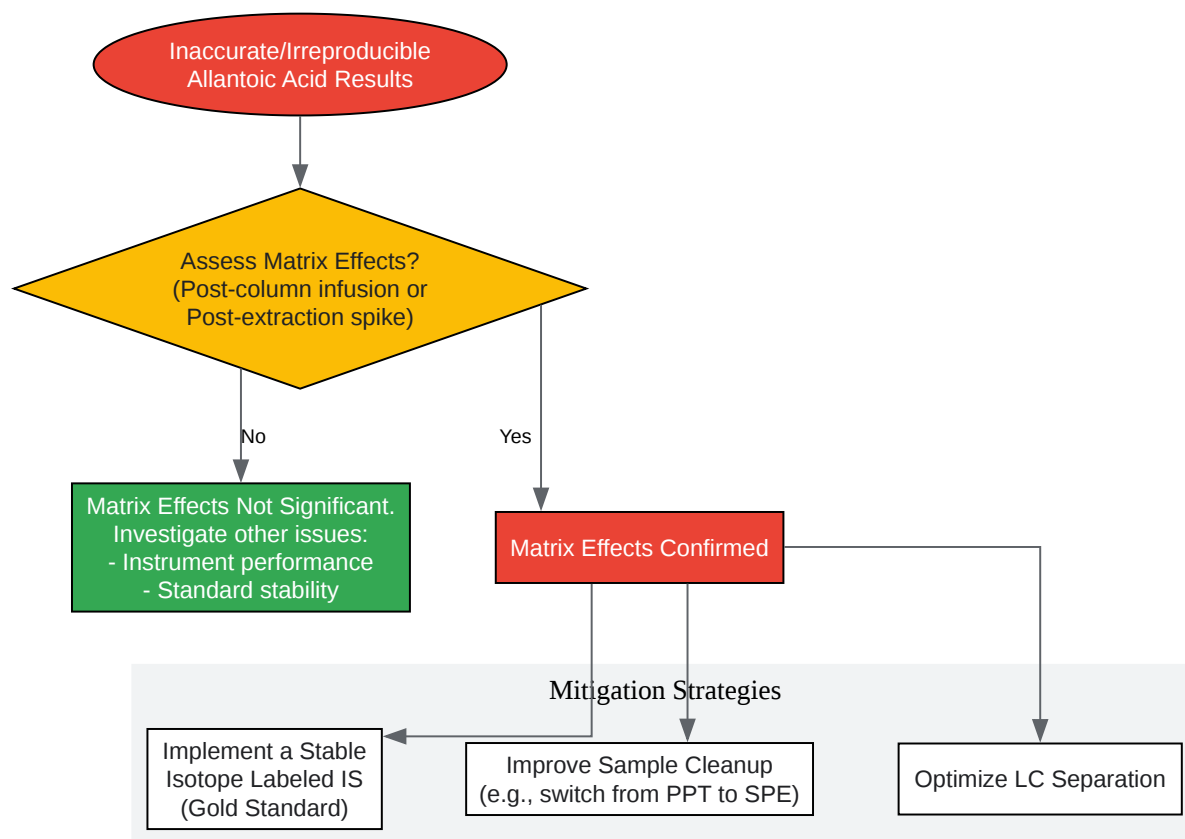 Inaccurate/Irreproducible
Allantoic Acid Results
Assess Matrix Effects?
(Post-column infusion or
Post-extraction spike)
No
Yes
Matrix Effects Not Significant.
Investigate other issues:
- Instrument performance
- Standard stability
Matrix Effects Confirmed
Mitigation Strategies
Implement a Stable
Isotope Labeled IS
(Gold Standard)
Improve Sample Cleanup
(e.g., switch from PPT to SPE)
Optimize LC Separation